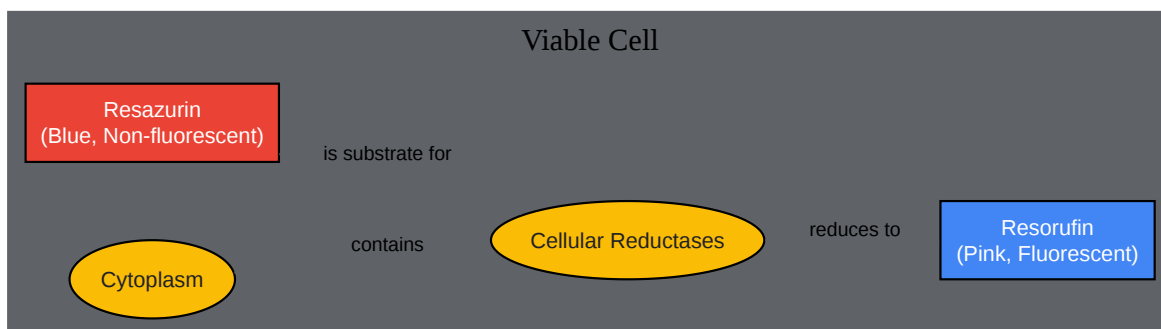 Viable Cell
Resazurin
(Blue, Non-fluorescent)
is substrate for
Cytoplasm
contains
Cellular Reductases
reduces to
Resorufin
(Pink, Fluorescent)